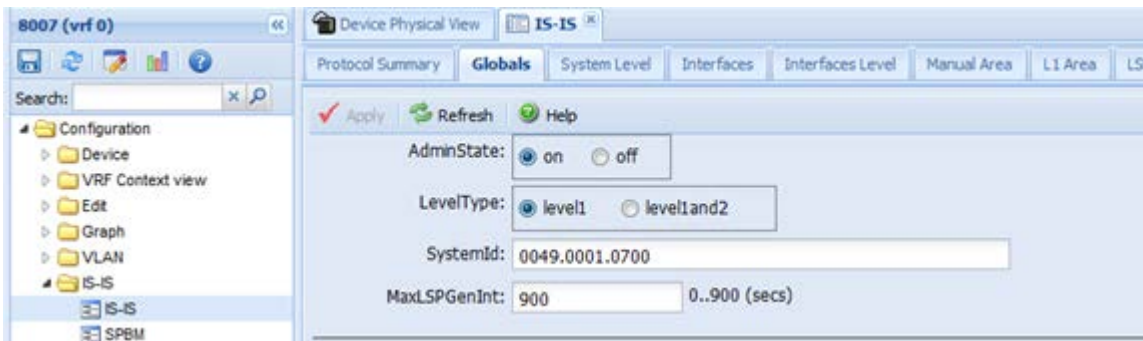 8007 (vrf 0)
Device Physical View
IS-IS
Protocol Summary
Globals
System Level
Interfaces
Interfaces Level
Manual Area
L1 Area
LS
Search:
Apply
Refresh
Help
Configuration
Device
VRF Context view
Edit
Graph
VLAN
IS-IS
IS-IS
SPBM
AdminState: on off
LevelType: level1 level1and2
SystemId: 0049.0001.0700
MaxLSPGenInt: 900 0..900 (secs)